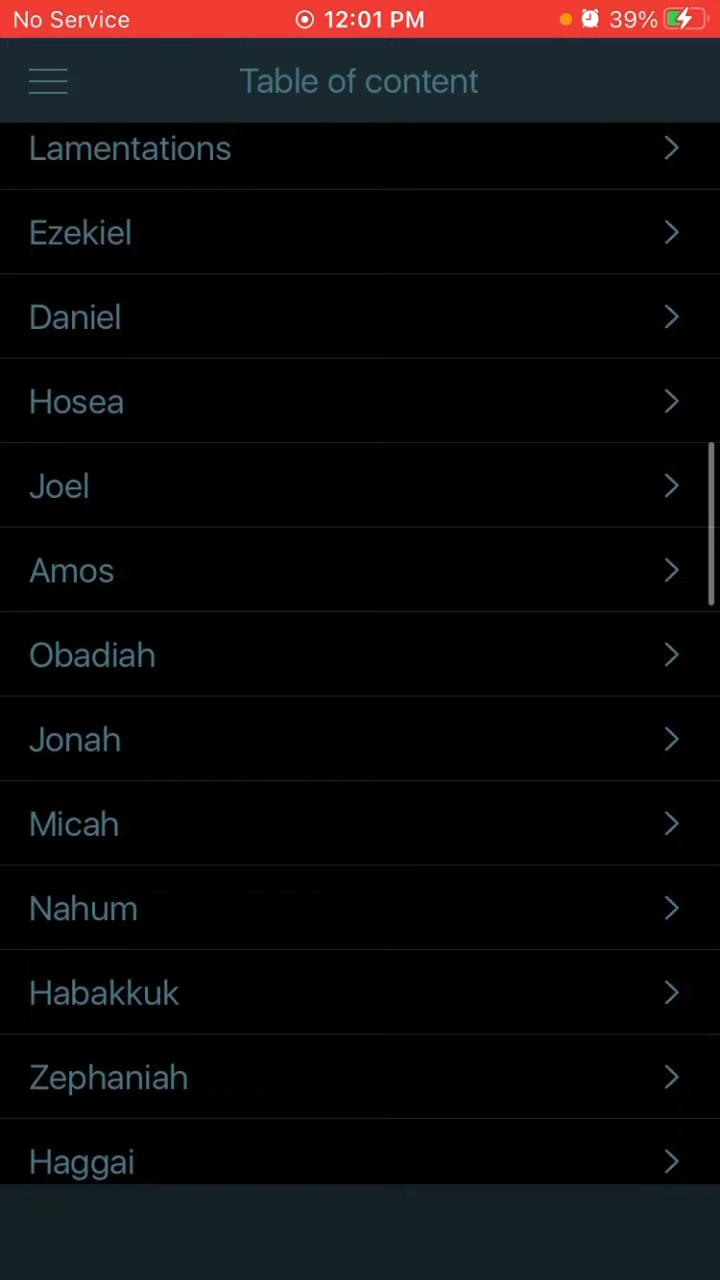 No Service 12:01 PM 39%
Table of content
Lamentations
Ezekiel
Daniel
Hosea
Joel
Amos
Obadiah
Jonah
Micah
Nahum
Habakkuk
Zephaniah
Haggai